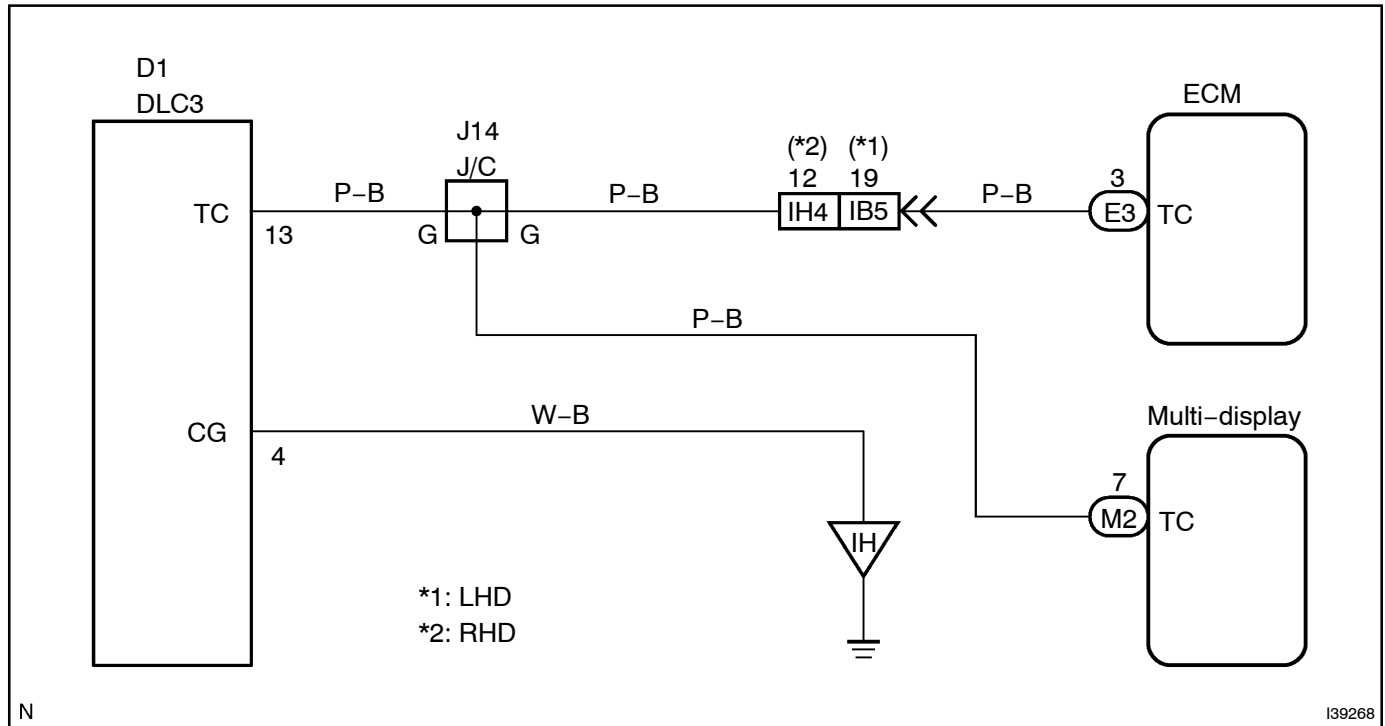 D1
DLC3
ECM
J14
J/C
(*2) (*1)
12 19
3
P–B
P–B
P–B
TC
IH4 IB5
E3 TC
13
G G
P–B
W–B
CG
4
Multi–display
7
M2 TC
IH
*1: LHD
*2: RHD
N
I39268